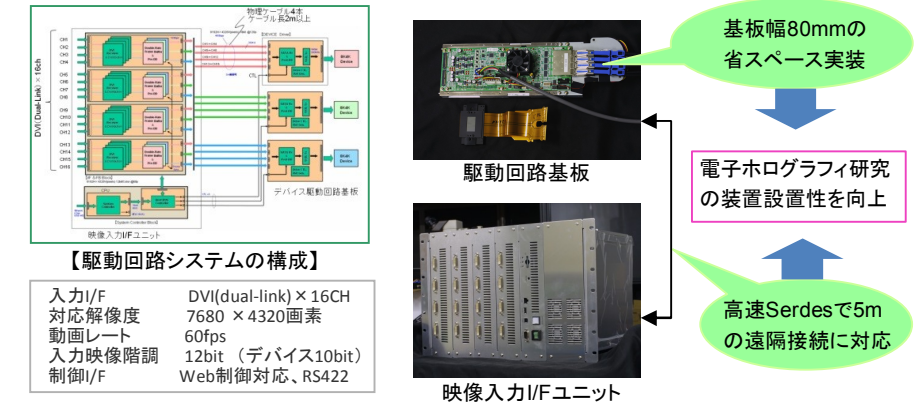 物理ケーブル4本
ケーブル長2m以上
DVI(Dual-Link)×16ch
CH1
CH2
CH3
CH4
CH5
CH6
CH7
CH8
CH9
CH10
CH11
CH12
CH13
CH14
CH15
CH16
CPU
デバイス駆動回路基板
映像入力I/Fユニット
【駆動回路システムの構成】
入力I/F DVI(dual-link)×16CH
対応解像度 7680 ×4320画素
動画レート 60fps
入力映像階調 12bit （デバイス10bit）
制御I/F Web制御対応、RS422
駆動回路基板
映像入力I/Fユニット
基板幅80mmの
省スペース実装
電子ホログラフィ研究
の装置設置性を向上
高速Serdesで5m
の遠隔接続に対応